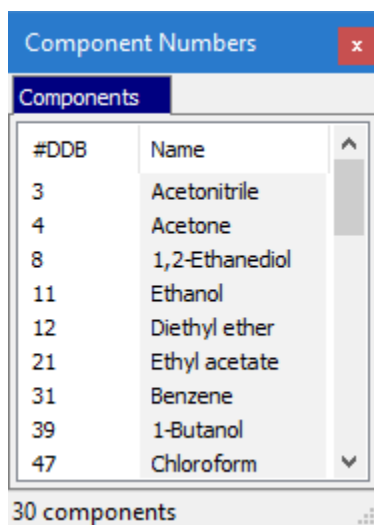 Component Numbers x
Components
#DDB Name
3 Acetonitrile
4 Acetone
8 1,2-Ethanediol
11 Ethanol
12 Diethyl ether
21 Ethyl acetate
31 Benzene
39 1-Butanol
47 Chloroform
30 components